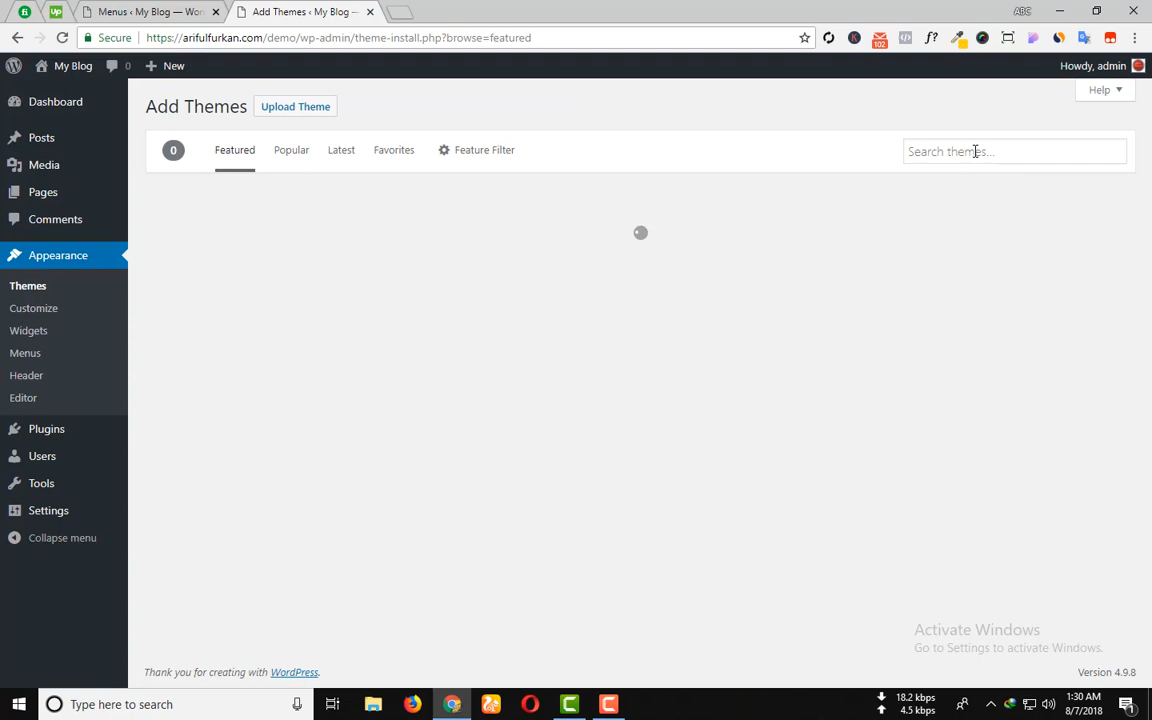 Menus ‹ My Blog — Wor
Add Themes ‹ My Blog —
ABC
Secure
https://arifulfurkan.com/demo/wp-admin/theme-install.php?browse=featured
102
f?
My Blog
0
New
Howdy, admin
Dashboard
Posts
Media
Pages
Comments
Appearance
Themes
Customize
Widgets
Menus
Header
Editor
Plugins
Users
Tools
Settings
Collapse menu
Add Themes
Upload Theme
Help
0
Featured
Popular
Latest
Favorites
Feature Filter
Search themes...
Activate Windows
Go to Settings to activate Windows.
Thank you for creating with WordPress.
Version 4.9.8
Type here to search
18.2 kbps
4.5 kbps
1:30 AM
8/7/2018
1